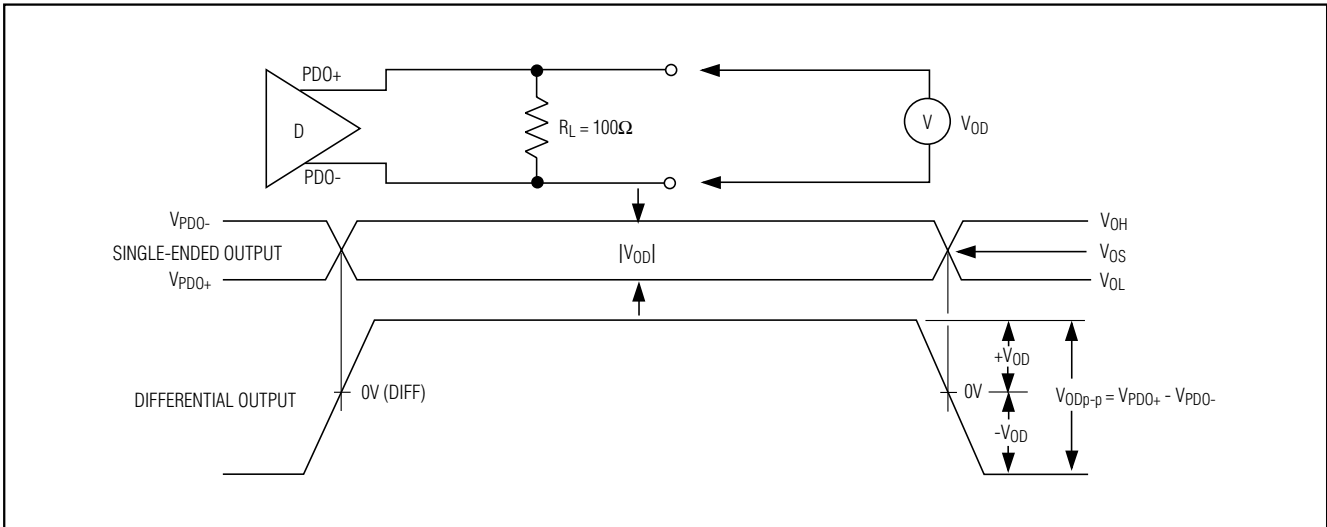 PDO+
D
R_L = 100Ω
V
V_OD
PDO-
V_PDO-
V_OH
SINGLE-ENDED OUTPUT
|V_OD|
V_OS
V_PDO+
V_OL
+V_OD
DIFFERENTIAL OUTPUT
0V (DIFF)
0V
V_ODp-p = V_PDO+ - V_PDO-
-V_OD